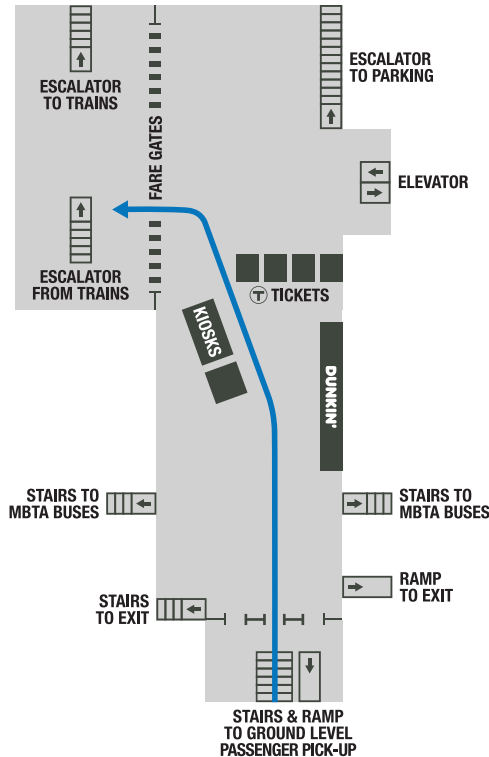 ESCALATOR
TO TRAINS
FARE GATES
ESCALATOR
TO PARKING
ELEVATOR
ESCALATOR
FROM TRAINS
T TICKETS
KIOSKS
DUNKIN'
STAIRS TO
MBTA BUSES
STAIRS TO
MBTA BUSES
RAMP
TO EXIT
STAIRS
TO EXIT
STAIRS & RAMP
TO GROUND LEVEL
PASSENGER PICK-UP